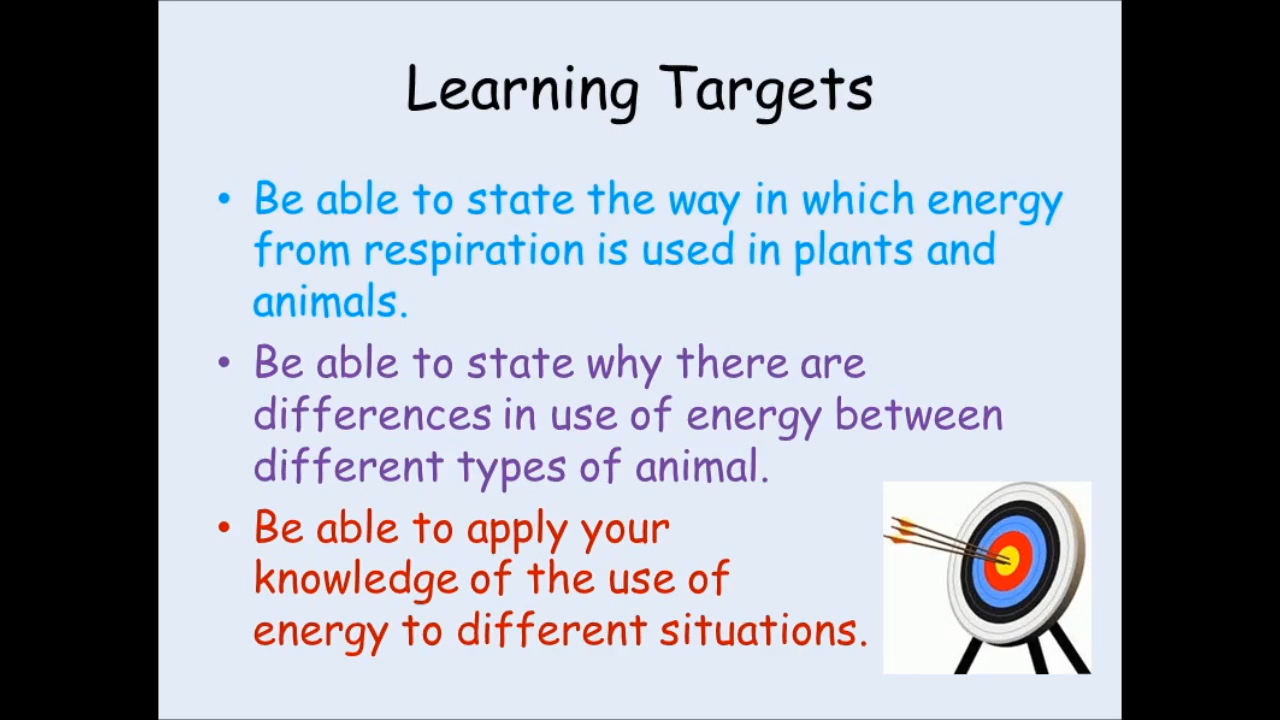 Learning Targets
• Be able to state the way in which energy
from respiration is used in plants and
animals.
• Be able to state why there are
differences in use of energy between
different types of animal.
• Be able to apply your
knowledge of the use of
energy to different situations.